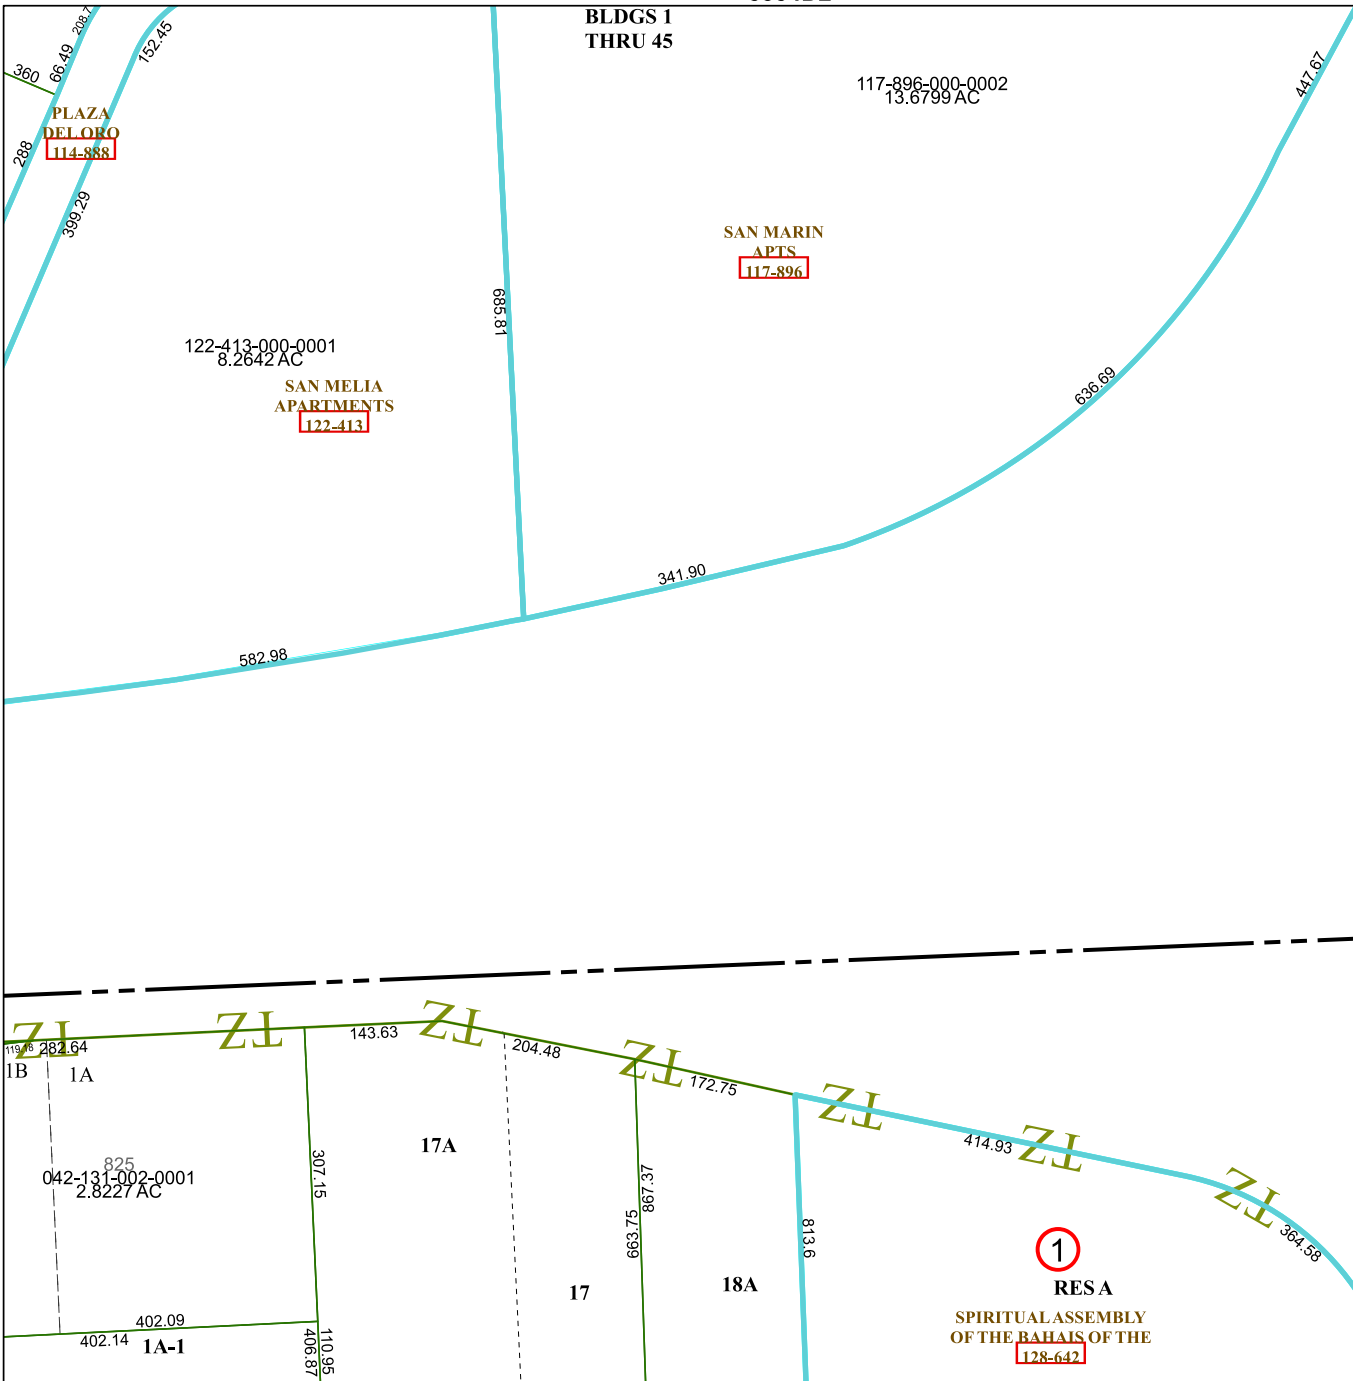 BLDGS 1
THRU 45
360
66.49
152.45
PLAZA
DEL ORO
114-888
288
399.29
117-896-000-0002
13.6799 AC
447.67
SAN MARIN
APTS
117-896
685.81
122-413-000-0001
8.2642 AC
SAN MELIA
APARTMENTS
122-413
636.69
341.90
582.98
TZ
TZ
TZ
TZ
TZ
TZ
TZ
119.18
282.64
143.63
204.48
172.75
414.93
364.58
1B
1A
17A
825
042-131-002-0001
2.8227 AC
307.15
867.37
663.75
813.6
1
RES A
17
18A
SPIRITUAL ASSEMBLY
OF THE BAHAIS OF THE
128-642
402.09
402.14
1A-1
110.95
406.87